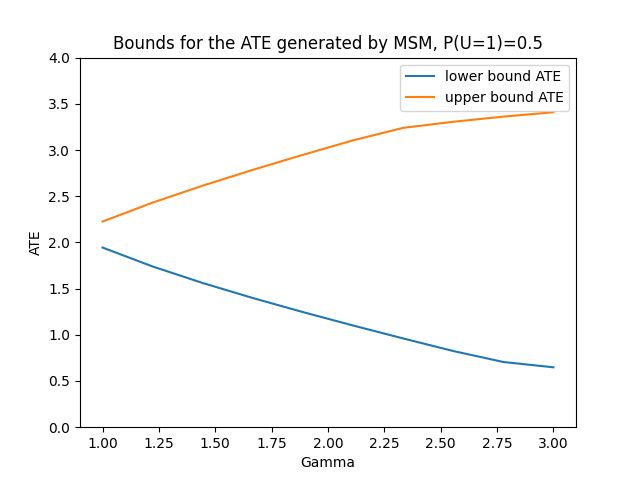 Bounds for the ATE generated by MSM, P(U=1)=0.5
lower bound ATE
upper bound ATE
4.0
3.5
3.0
2.5
2.0
1.5
1.0
0.5
0.0
ATE
1.00 1.25 1.50 1.75 2.00 2.25 2.50 2.75 3.00
Gamma